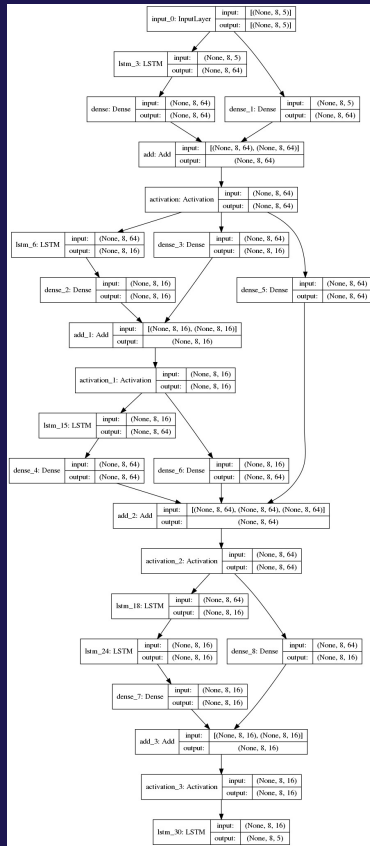 input_0: InputLayer input: [(None, 8, 5)]
output: [(None, 8, 5)]
lstm_3: LSTM input: (None, 8, 5)
output: (None, 8, 64)
dense: Dense input: (None, 8, 64)
output: (None, 8, 64)
dense_1: Dense input: (None, 8, 5)
output: (None, 8, 64)
add: Add input: [(None, 8, 64), (None, 8, 64)]
output: (None, 8, 64)
activation: Activation input: (None, 8, 64)
output: (None, 8, 64)
lstm_6: LSTM input: (None, 8, 64)
output: (None, 8, 16)
dense_3: Dense input: (None, 8, 64)
output: (None, 8, 16)
dense_2: Dense input: (None, 8, 16)
output: (None, 8, 16)
dense_5: Dense input: (None, 8, 64)
output: (None, 8, 64)
add_1: Add input: [(None, 8, 16), (None, 8, 16)]
output: (None, 8, 16)
activation_1: Activation input: (None, 8, 16)
output: (None, 8, 16)
lstm_15: LSTM input: (None, 8, 16)
output: (None, 8, 64)
dense_4: Dense input: (None, 8, 64)
output: (None, 8, 64)
dense_6: Dense input: (None, 8, 16)
output: (None, 8, 64)
add_2: Add input: [(None, 8, 64), (None, 8, 64), (None, 8, 64)]
output: (None, 8, 64)
activation_2: Activation input: (None, 8, 64)
output: (None, 8, 64)
lstm_18: LSTM input: (None, 8, 64)
output: (None, 8, 16)
lstm_24: LSTM input: (None, 8, 16)
output: (None, 8, 16)
dense_8: Dense input: (None, 8, 64)
output: (None, 8, 16)
dense_7: Dense input: (None, 8, 16)
output: (None, 8, 16)
add_3: Add input: [(None, 8, 16), (None, 8, 16)]
output: (None, 8, 16)
activation_3: Activation input: (None, 8, 16)
output: (None, 8, 16)
lstm_30: LSTM input: (None, 8, 16)
output: (None, 8, 5)